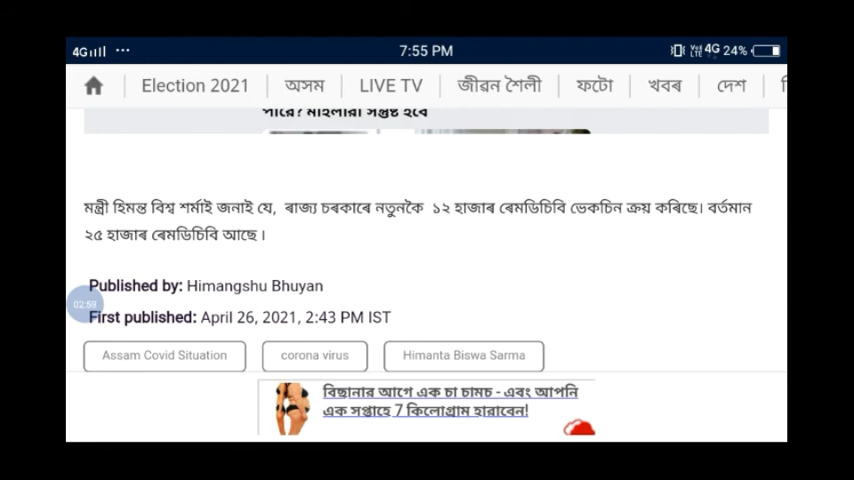 4G ... 7:55 PM 4G 24%
Election 2021 অসম LIVE TV জীৱন শৈলী ফটো খবৰ দেশ
পাৰে? মহিলাৰা সন্তুষ্ট হবে
মন্ত্ৰী হিমন্ত বিশ্ব শৰ্মাই জনাই যে, ৰাজ্য চৰকাৰে নতুনকৈ ১২ হাজাৰ ৰেমডিচিবি ভেকচিন ক্ৰয় কৰিছে। বৰ্তমান
২৫ হাজাৰ ৰেমডিচিবি আছে ।
Published by: Himangshu Bhuyan
02:59
First published: April 26, 2021, 2:43 PM IST
Assam Covid Situation corona virus Himanta Biswa Sarma
বিছানার আগে এক চা চামচ - এবং আপনি
এক সপ্তাহে 7 কিলোগ্রাম হারাবেন!